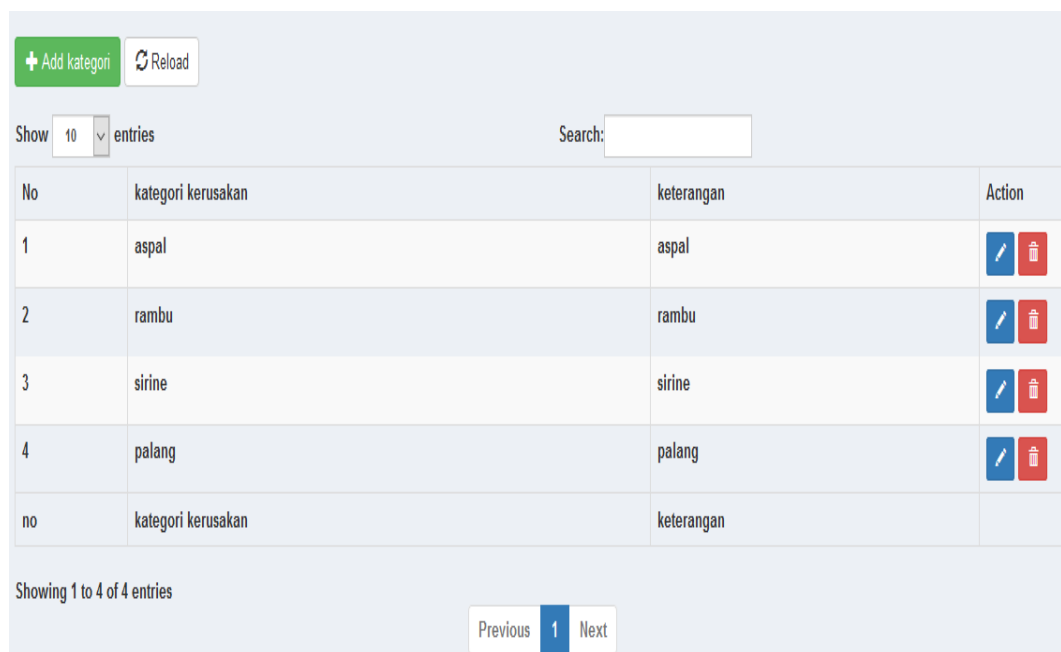 Add kategori Reload
Show 10 entries Search:
No kategori kerusakan keterangan Action
1 aspal aspal
2 rambu rambu
3 sirine sirine
4 palang palang
no kategori kerusakan keterangan
Showing 1 to 4 of 4 entries
Previous 1 Next